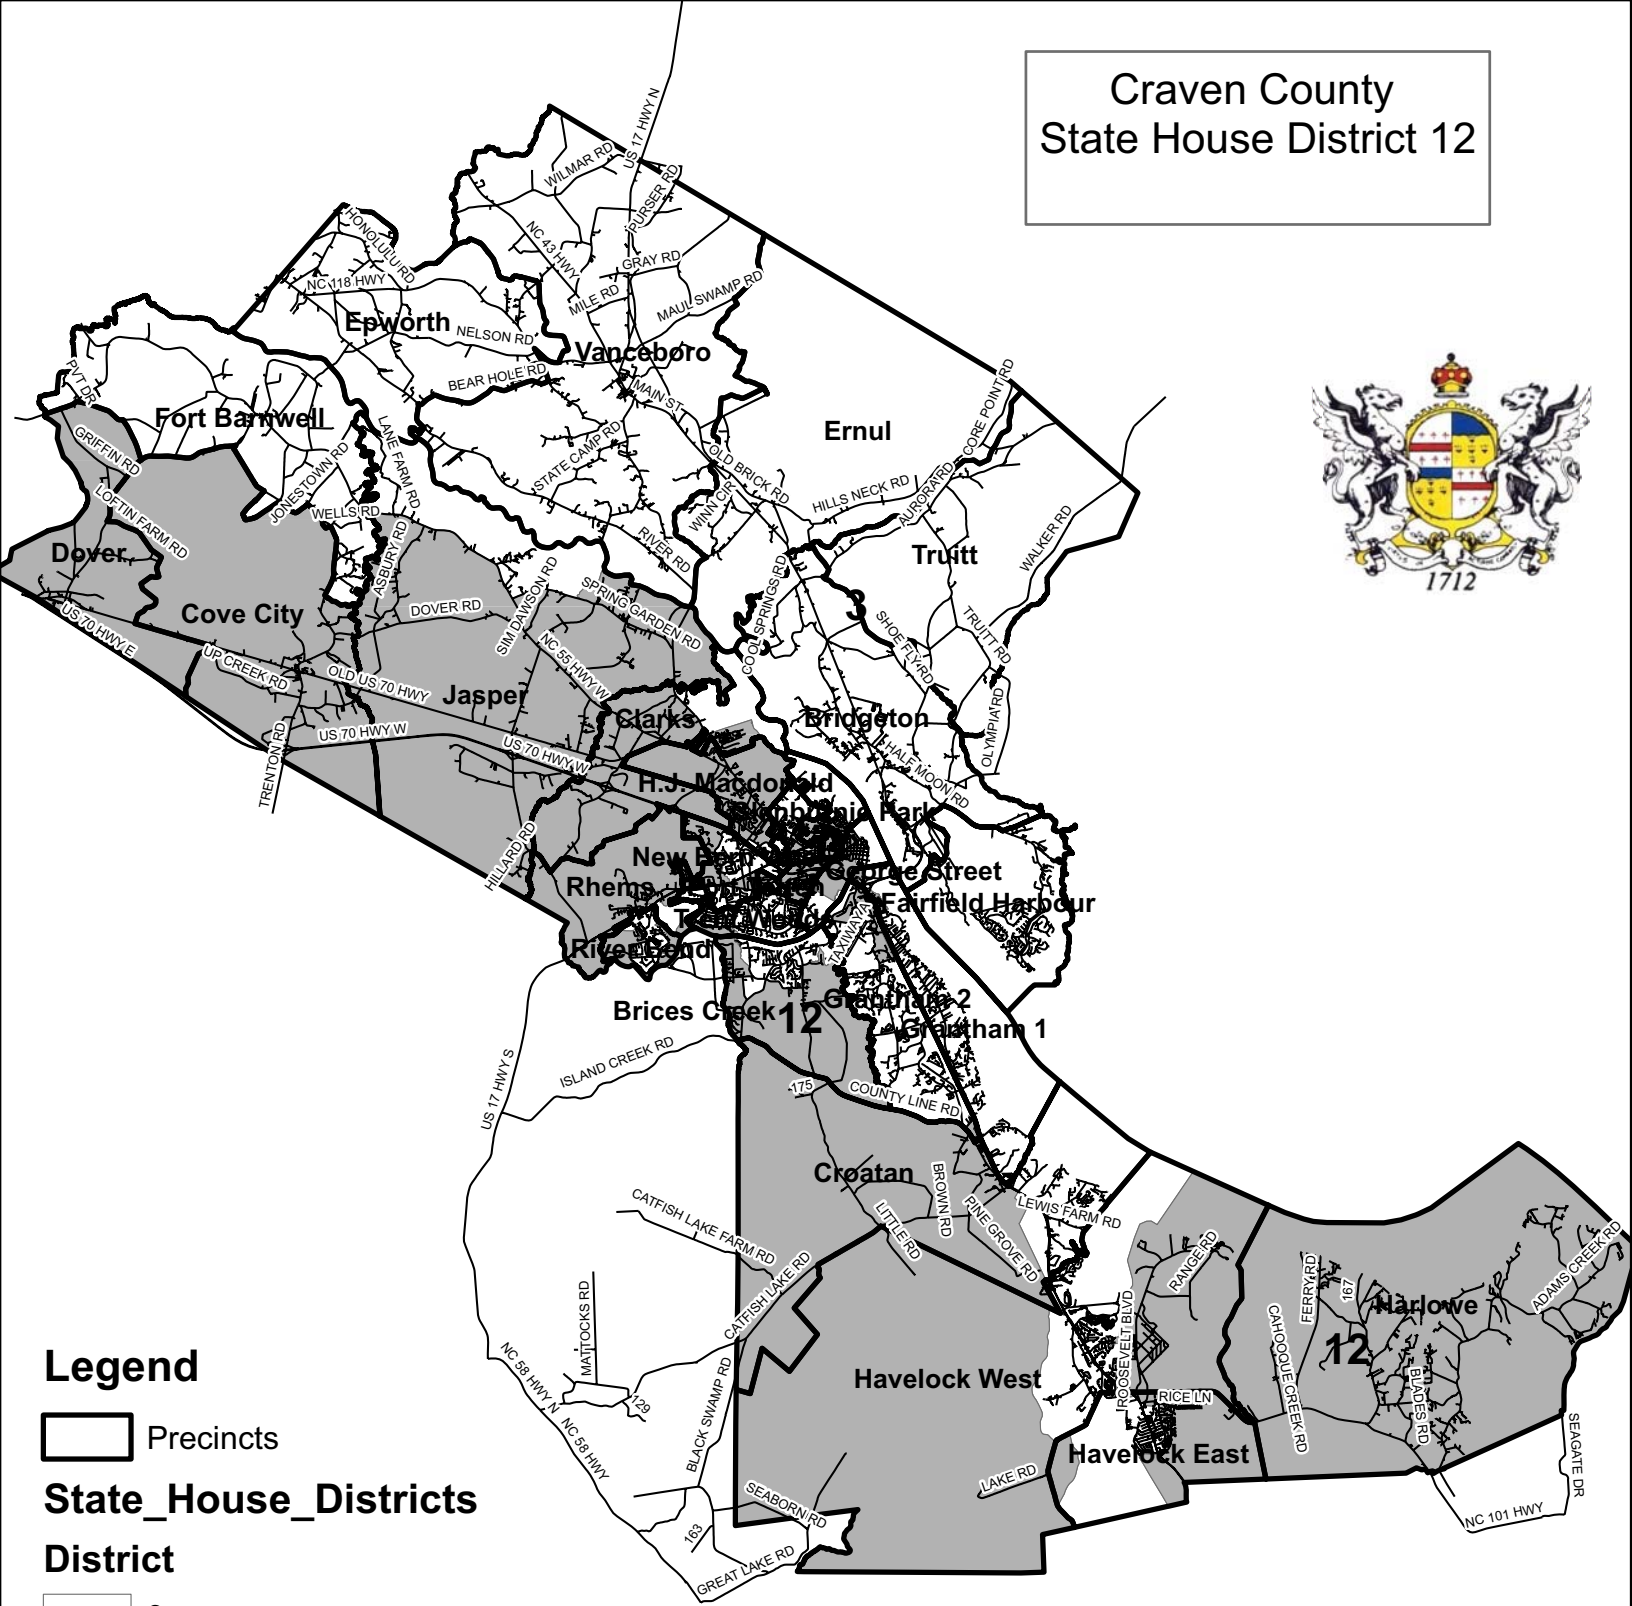 Craven County
State House District 12
US 17 HWY N
WILMAR RD
PURSER RD
HONOLULU RD
NC 43 HWY
GRAY RD
NC 118 HWY
MILE RD
MAUL SWAMP RD
Epworth
NELSON RD
Vanceboro
PVT DR
BEAR HOLE RD
MAIN ST
CORE POINT RD
Fort Barnwell
LANE FARM RD
Ernul
GRIFFIN RD
STATE CAMP RD
OLD BRICK RD
JONESTOWN RD
HILLS NECK RD
AURORA RD
LOFTIN FARM RD
WELLS RD
WINN CIR
WALKER RD
Dover
ASBURY RD
RIVER RD
Truitt
1712
SIM DAWSON RD
COOL SPRINGS RD
SPRING GARDEN RD
US 70 HWY E
Cove City
DOVER RD
3
SHOE FLY RD
TRUITT RD
UP CREEK RD
NC 55 HWY W
OLD US 70 HWY
Jasper
Clarks
Bridgeton
OLYMPIA RD
TRENTON RD
US 70 HWY W
US 70 HWY W
HALF MOON RD
H.J. Macdonald
Glenburnie Park
HILLARD RD
New Bern
George Street
Rhems
Fairfield Harbour
Trent Woods
TAXIWAY A
River Bend
Brices Creek
12
Grantham 2
Grantham 1
US 17 HWY S
ISLAND CREEK RD
175
COUNTY LINE RD
Croatan
BROWN RD
PINE GROVE RD
LEWIS FARM RD
CATFISH LAKE FARM RD
LITTLE RD
CATFISH LAKE RD
RANGE RD
FERRY RD
167
ADAMS CREEK RD
MATTOCKS RD
ROOSEVELT BLVD
CAHOOQUE CREEK RD
Harlowe
12
NC 58 HWY N
129
BLACK SWAMP RD
Havelock West
RICE LN
BLADES RD
NC 58 HWY
Havelock East
SEAGATE DR
LAKE RD
SEABORN RD
163
NC 101 HWY
GREAT LAKE RD
Legend
Precincts
State_House_Districts
District